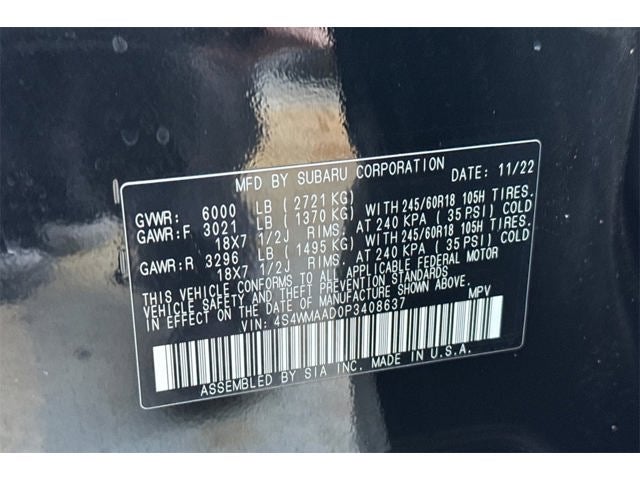 MFD BY SUBARU CORPORATION DATE: 11/22
GVWR: 6000 LB (2721 KG)
GAWR:F 3021 LB (1370 KG) WITH 245/60R18 105H TIRES.
18X7 1/2J RIMS. AT 240 KPA (35 PSI) COLD
GAWR:R 3296 LB (1495 KG) WITH 245/60R18 105H TIRES.
18X7 1/2J RIMS. AT 240 KPA (35 PSI) COLD
THIS VEHICLE CONFORMS TO ALL APPLICABLE FEDERAL MOTOR
VEHICLE SAFETY AND THEFT PREVENTION STANDARDS
IN EFFECT ON THE DATE OF MANUFACTURE SHOWN ABOVE.
VIN: 4S4WMAAD0P3408637 MPV
ASSEMBLED BY SIA INC. MADE IN U.S.A.